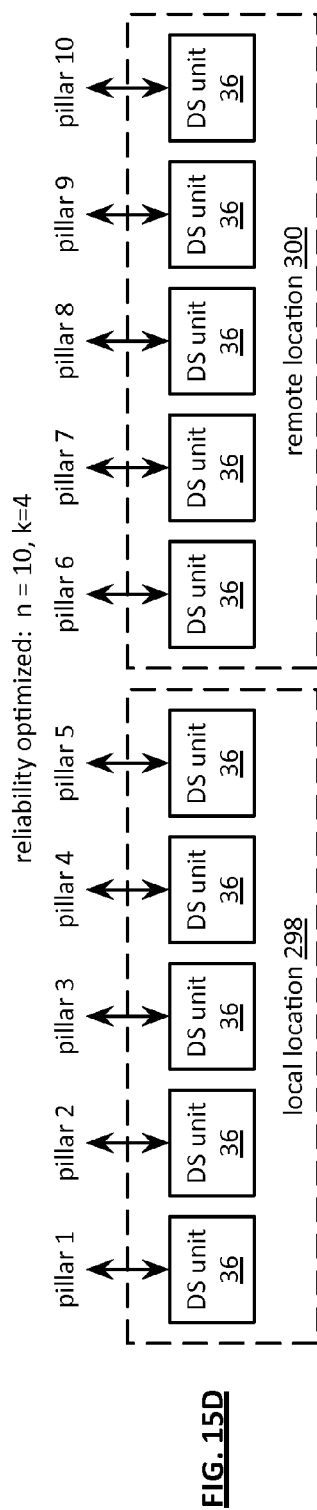 reliability optimized: n = 10, k=4
pillar 1 pillar 2 pillar 3 pillar 4 pillar 5 pillar 6 pillar 7 pillar 8 pillar 9 pillar 10
DS unit DS unit DS unit DS unit DS unit DS unit DS unit DS unit DS unit DS unit
36 36 36 36 36 36 36 36 36 36
local location 298 remote location 300
FIG. 15D